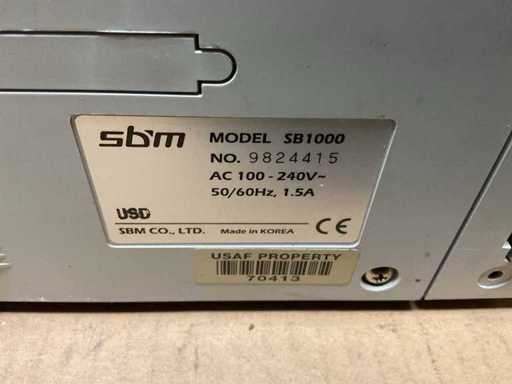 sbm MODEL SB1000
NO. 9824415
AC 100 - 240V~
50/60Hz, 1.5A
USD
SBM CO., LTD. Made in KOREA CE
USAF PROPERTY
70413